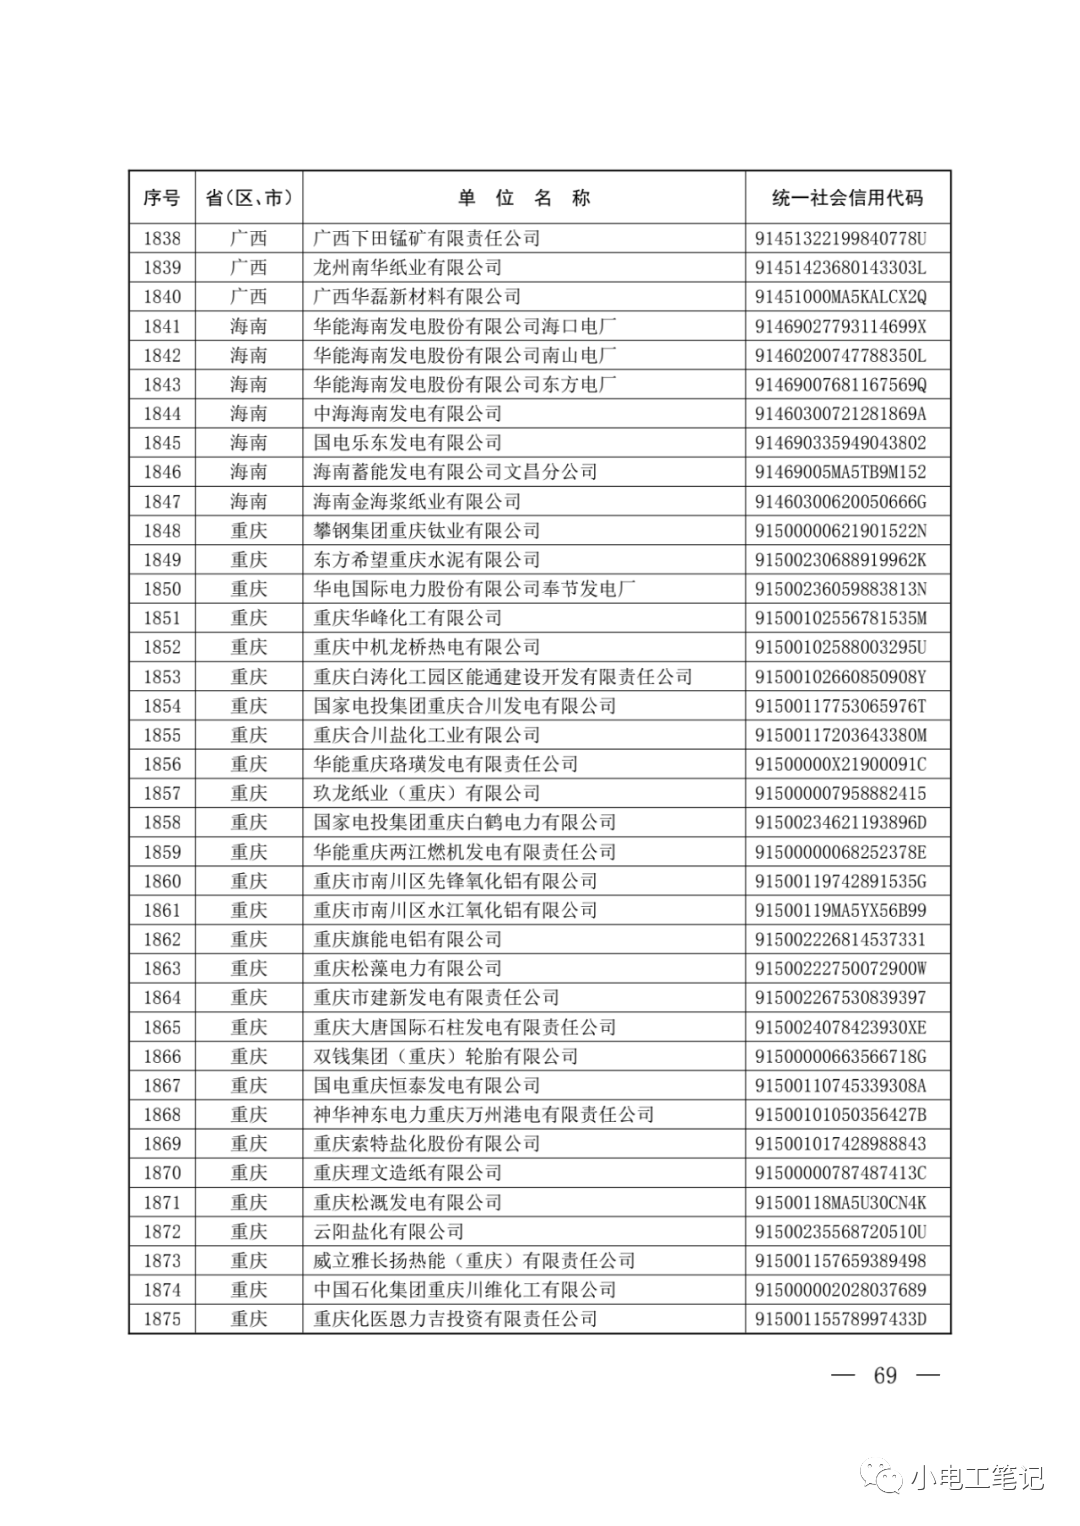 序号 省(区、市) 单位名称 统一社会信用代码
1838 广西 广西下田锰矿有限责任公司 91451322199840778U
1839 广西 龙州南华纸业有限公司 91451423680143303L
1840 广西 广西华磊新材料有限公司 91451000MA5KALCX2Q
1841 海南 华能海南发电股份有限公司海口电厂 91469027793114699X
1842 海南 华能海南发电股份有限公司南山电厂 91460200747788350L
1843 海南 华能海南发电股份有限公司东方电厂 91469007681167569Q
1844 海南 中海海南发电有限公司 91460300721281869A
1845 海南 国电乐东发电有限公司 914690335949043802
1846 海南 海南蓄能发电有限公司文昌分公司 91469005MA5TB9M152
1847 海南 海南金海浆纸业有限公司 91460300620050666G
1848 重庆 攀钢集团重庆钛业有限公司 91500000621901522N
1849 重庆 东方希望重庆水泥有限公司 91500230688919962K
1850 重庆 华电国际电力股份有限公司奉节发电厂 91500236059883813N
1851 重庆 重庆华峰化工有限公司 91500102556781535M
1852 重庆 重庆中机龙桥热电有限公司 91500102588003295U
1853 重庆 重庆白涛化工园区能通建设开发有限责任公司 91500102660850908Y
1854 重庆 国家电投集团重庆合川发电有限公司 91500117753065976T
1855 重庆 重庆合川盐化工业有限公司 91500117203643380M
1856 重庆 华能重庆珞璜发电有限责任公司 91500000X21900091C
1857 重庆 玖龙纸业（重庆）有限公司 915000007958882415
1858 重庆 国家电投集团重庆白鹤电力有限公司 91500234621193896D
1859 重庆 华能重庆两江燃机发电有限责任公司 91500000068252378E
1860 重庆 重庆市南川区先锋氧化铝有限公司 91500119742891535G
1861 重庆 重庆市南川区水江氧化铝有限公司 91500119MA5YX56B99
1862 重庆 重庆旗能电铝有限公司 915002226814537331
1863 重庆 重庆松藻电力有限公司 91500222750072900W
1864 重庆 重庆市建新发电有限责任公司 915002267530839397
1865 重庆 重庆大唐国际石柱发电有限责任公司 9150024078423930XE
1866 重庆 双钱集团（重庆）轮胎有限公司 91500000663566718G
1867 重庆 国电重庆恒泰发电有限公司 91500110745339308A
1868 重庆 神华神东电力重庆万州港电有限责任公司 91500101050356427B
1869 重庆 重庆索特盐化股份有限公司 915001017428988843
1870 重庆 重庆理文造纸有限公司 91500000787487413C
1871 重庆 重庆松溉发电有限公司 91500118MA5U30CN4K
1872 重庆 云阳盐化有限公司 91500235568720510U
1873 重庆 威立雅长扬热能（重庆）有限责任公司 915001157659389498
1874 重庆 中国石化集团重庆川维化工有限公司 915000002028037689
1875 重庆 重庆化医恩力吉投资有限责任公司 91500115578997433D
— 69 —
小电工笔记